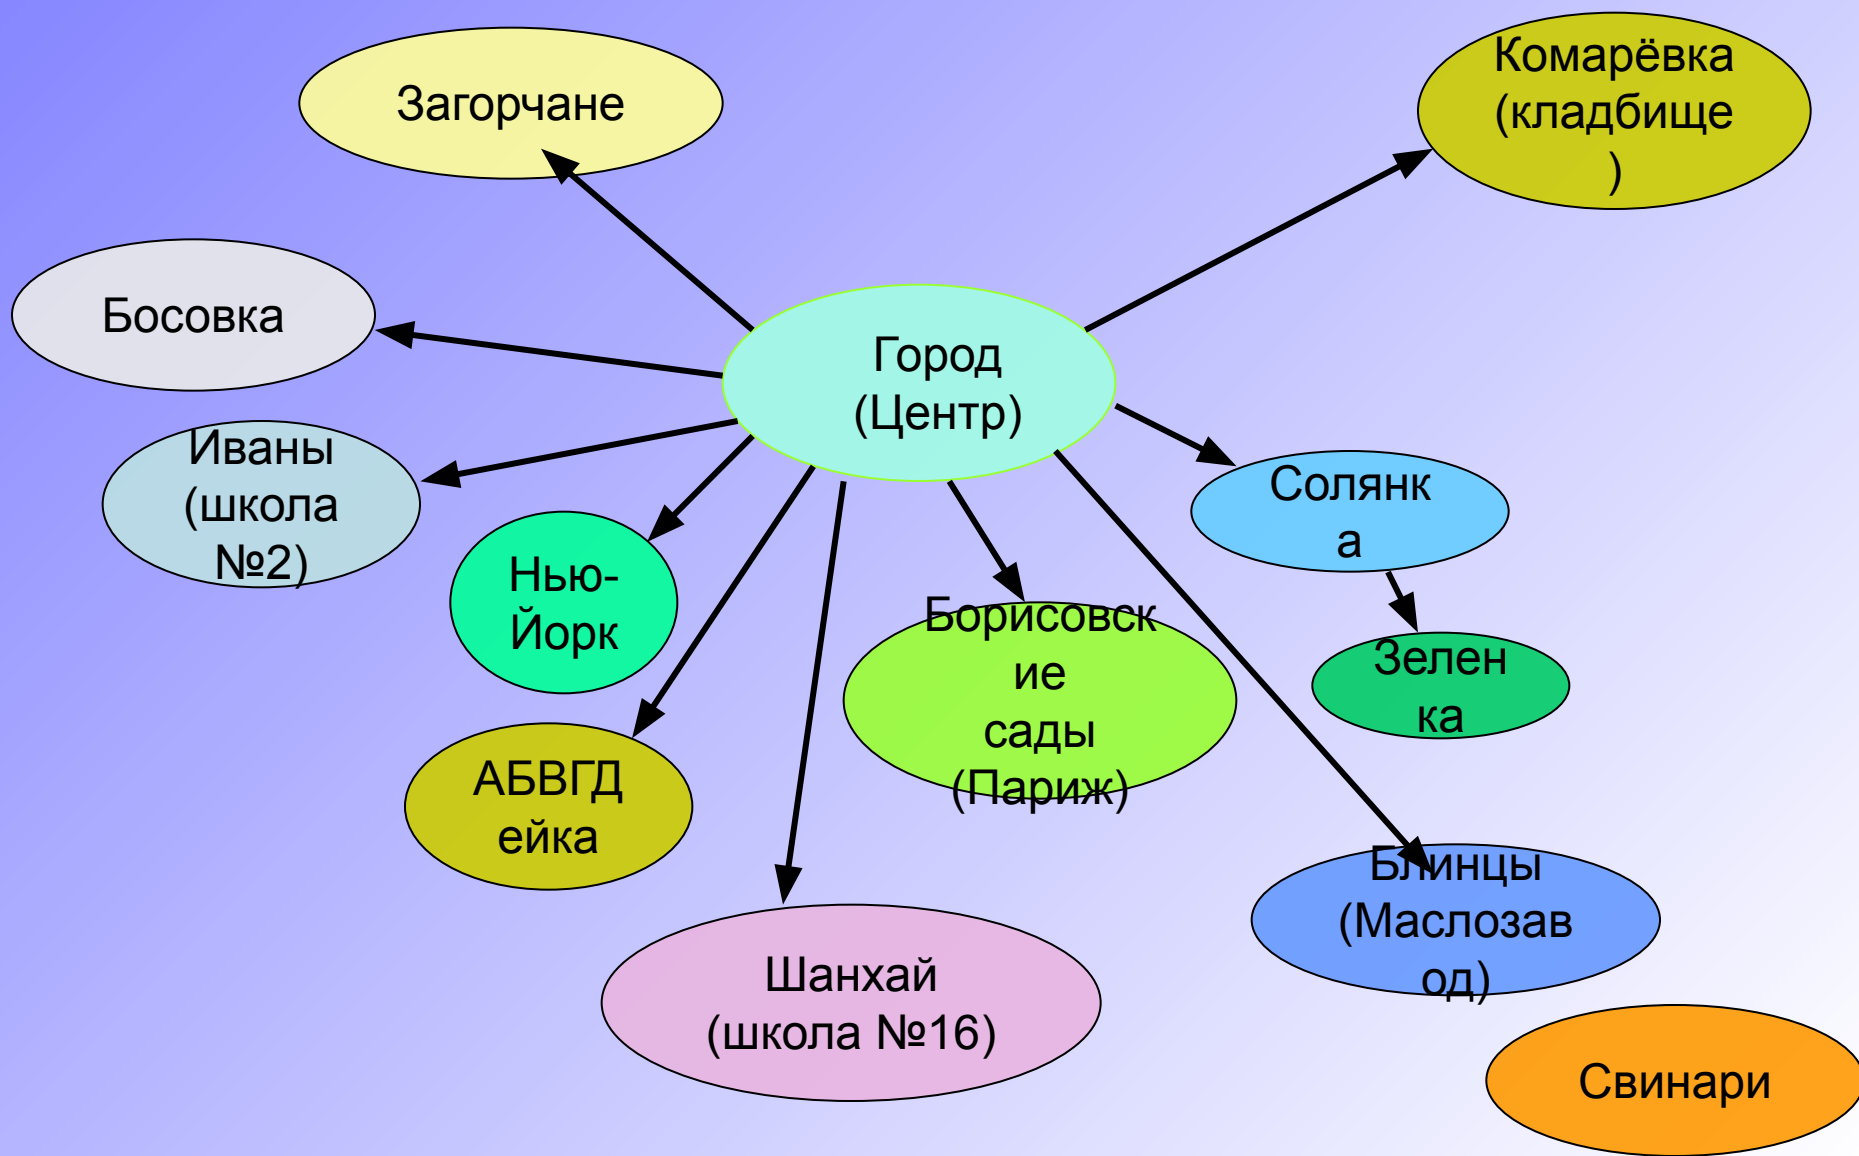 Загорчане
Комарёвка
(кладбище
)
Босовка
Город
(Центр)
Иваны
(школа
№2)
Солянк
а
Нью-
Йорк
Борисовск
ие
сады
(Париж)
Зелен
ка
АБВГД
ейка
Блинцы
(Маслозав
од)
Шанхай
(школа №16)
Свинари